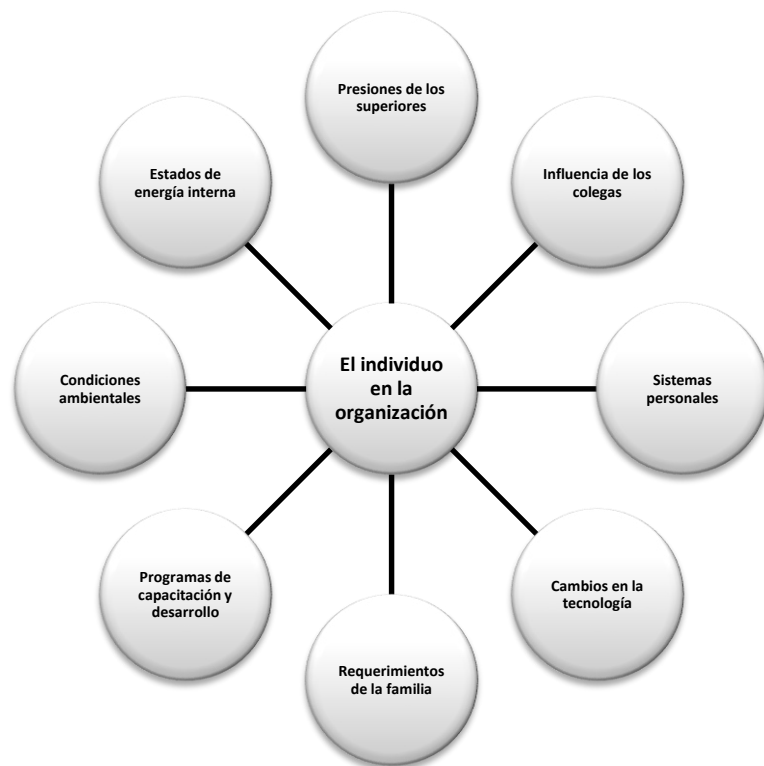 Presiones de los
superiores
Influencia de los
colegas
Sistemas
personales
Cambios en la
tecnología
Requerimientos
de la familia
Programas de
capacitación y
desarrollo
Condiciones
ambientales
Estados de
energía interna
El individuo
en la
organización